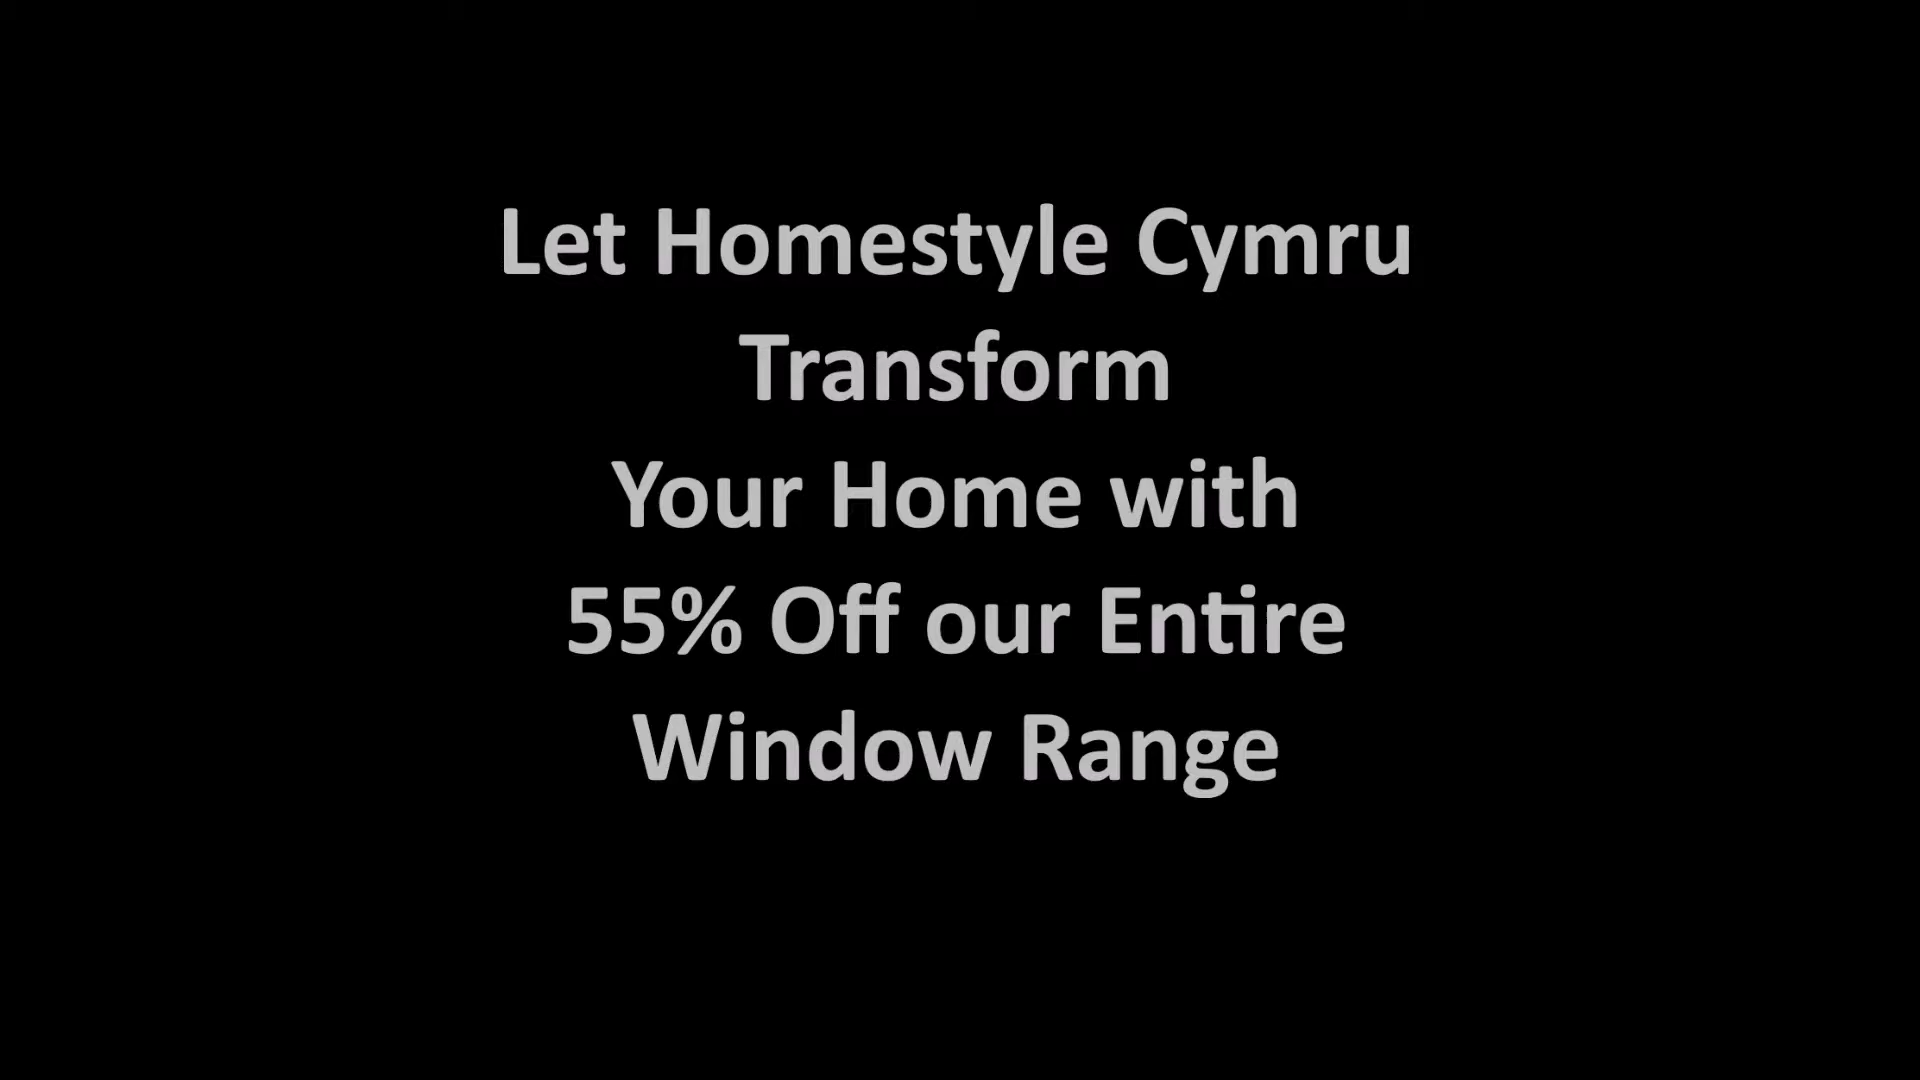 Let Homestyle Cymru
Transform
Your Home with
55% Off our Entire
Window Range